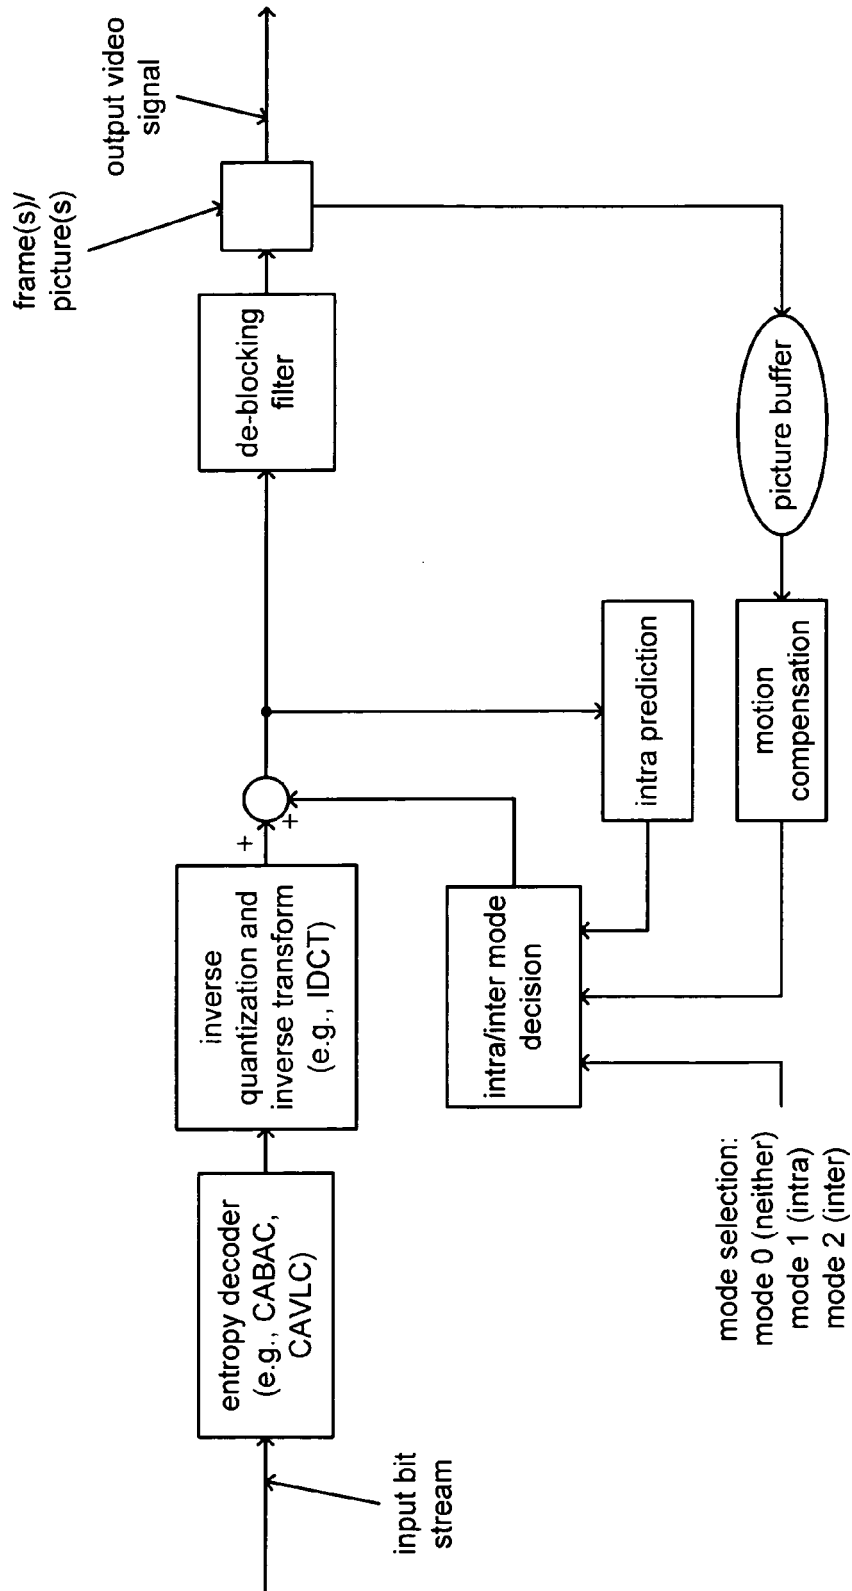 input bit
stream
entropy decoder
(e.g., CABAC,
CAVLC)
inverse
quantization and
inverse transform
(e.g., IDCT)
+
+
de-blocking
filter
frame(s)/
picture(s)
output video
signal
intra/inter mode
decision
intra prediction
motion
compensation
picture buffer
mode selection:
mode 0 (neither)
mode 1 (intra)
mode 2 (inter)